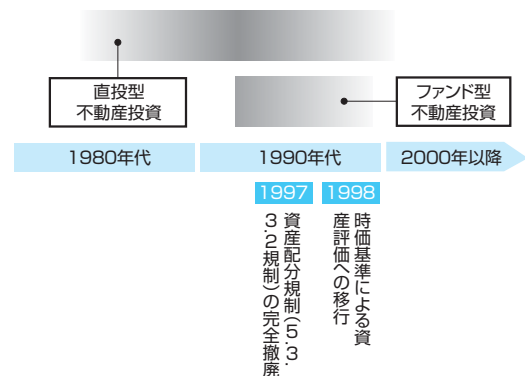 直投型
不動産投資
ファンド型
不動産投資
1980年代
1990年代
2000年以降
1997
1998
資産配分規制(5.3.
3.2規制)の完全撤廃
時価基準による資
産評価への移行